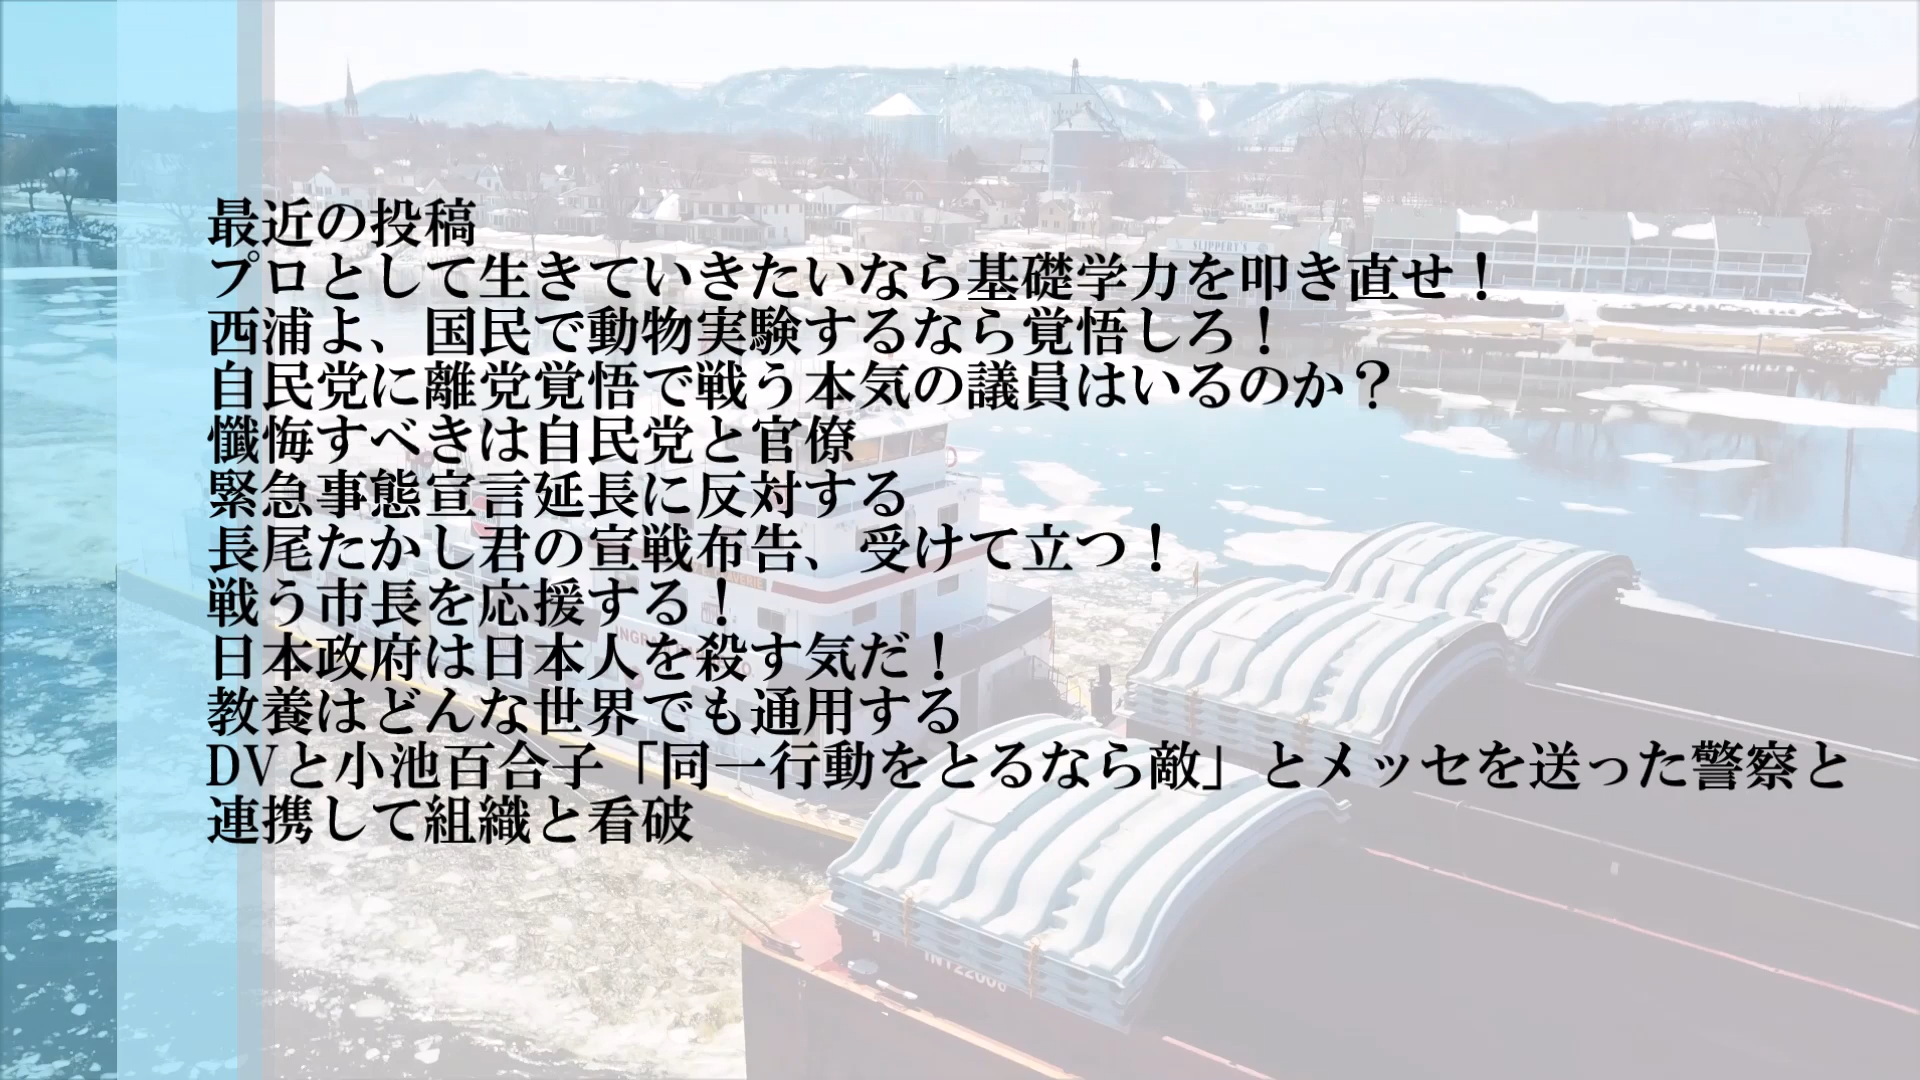 最近の投稿
プロとして生きていきたいなら基礎学力を叩き直せ！
西浦よ、国民で動物実験するなら覚悟しろ！
自民党に離党覚悟で戦う本気の議員はいるのか？
懺悔すべきは自民党と官僚
緊急事態宣言延長に反対する
長尾たかし君の宣戦布告、受けて立つ！
戦う市長を応援する！
日本政府は日本人を殺す気だ！
教養はどんな世界でも通用する
DVと小池百合子「同一行動をとるなら敵」とメッセを送った警察と
連携して組織と看破
SLIPPERY'S